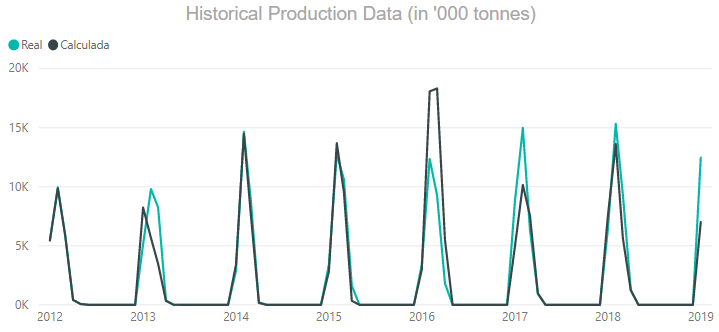 Historical Production Data (in '000 tonnes)
Real Calculada
20K
15K
10K
5K
0K
2012 2013 2014 2015 2016 2017 2018 2019